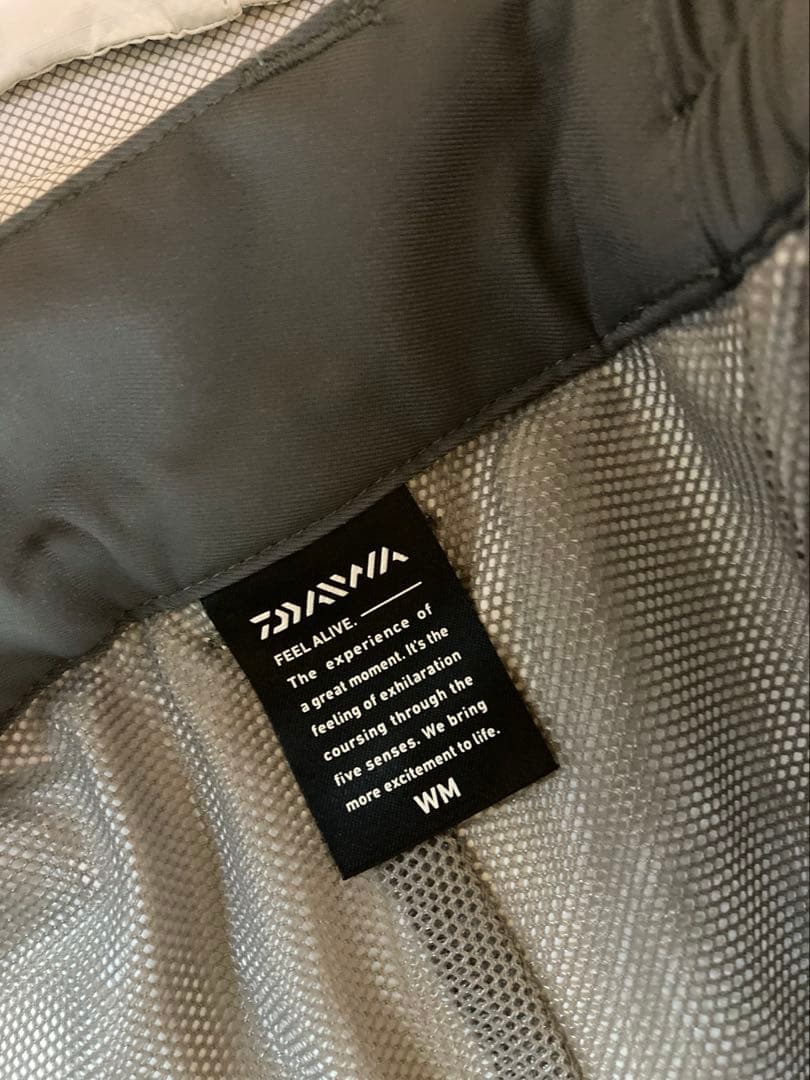 DAIWA
FEEL ALIVE.
The experience of
a great moment. It's the
feeling of exhilaration
coursing through the
five senses. We bring
more excitement to life.
WM